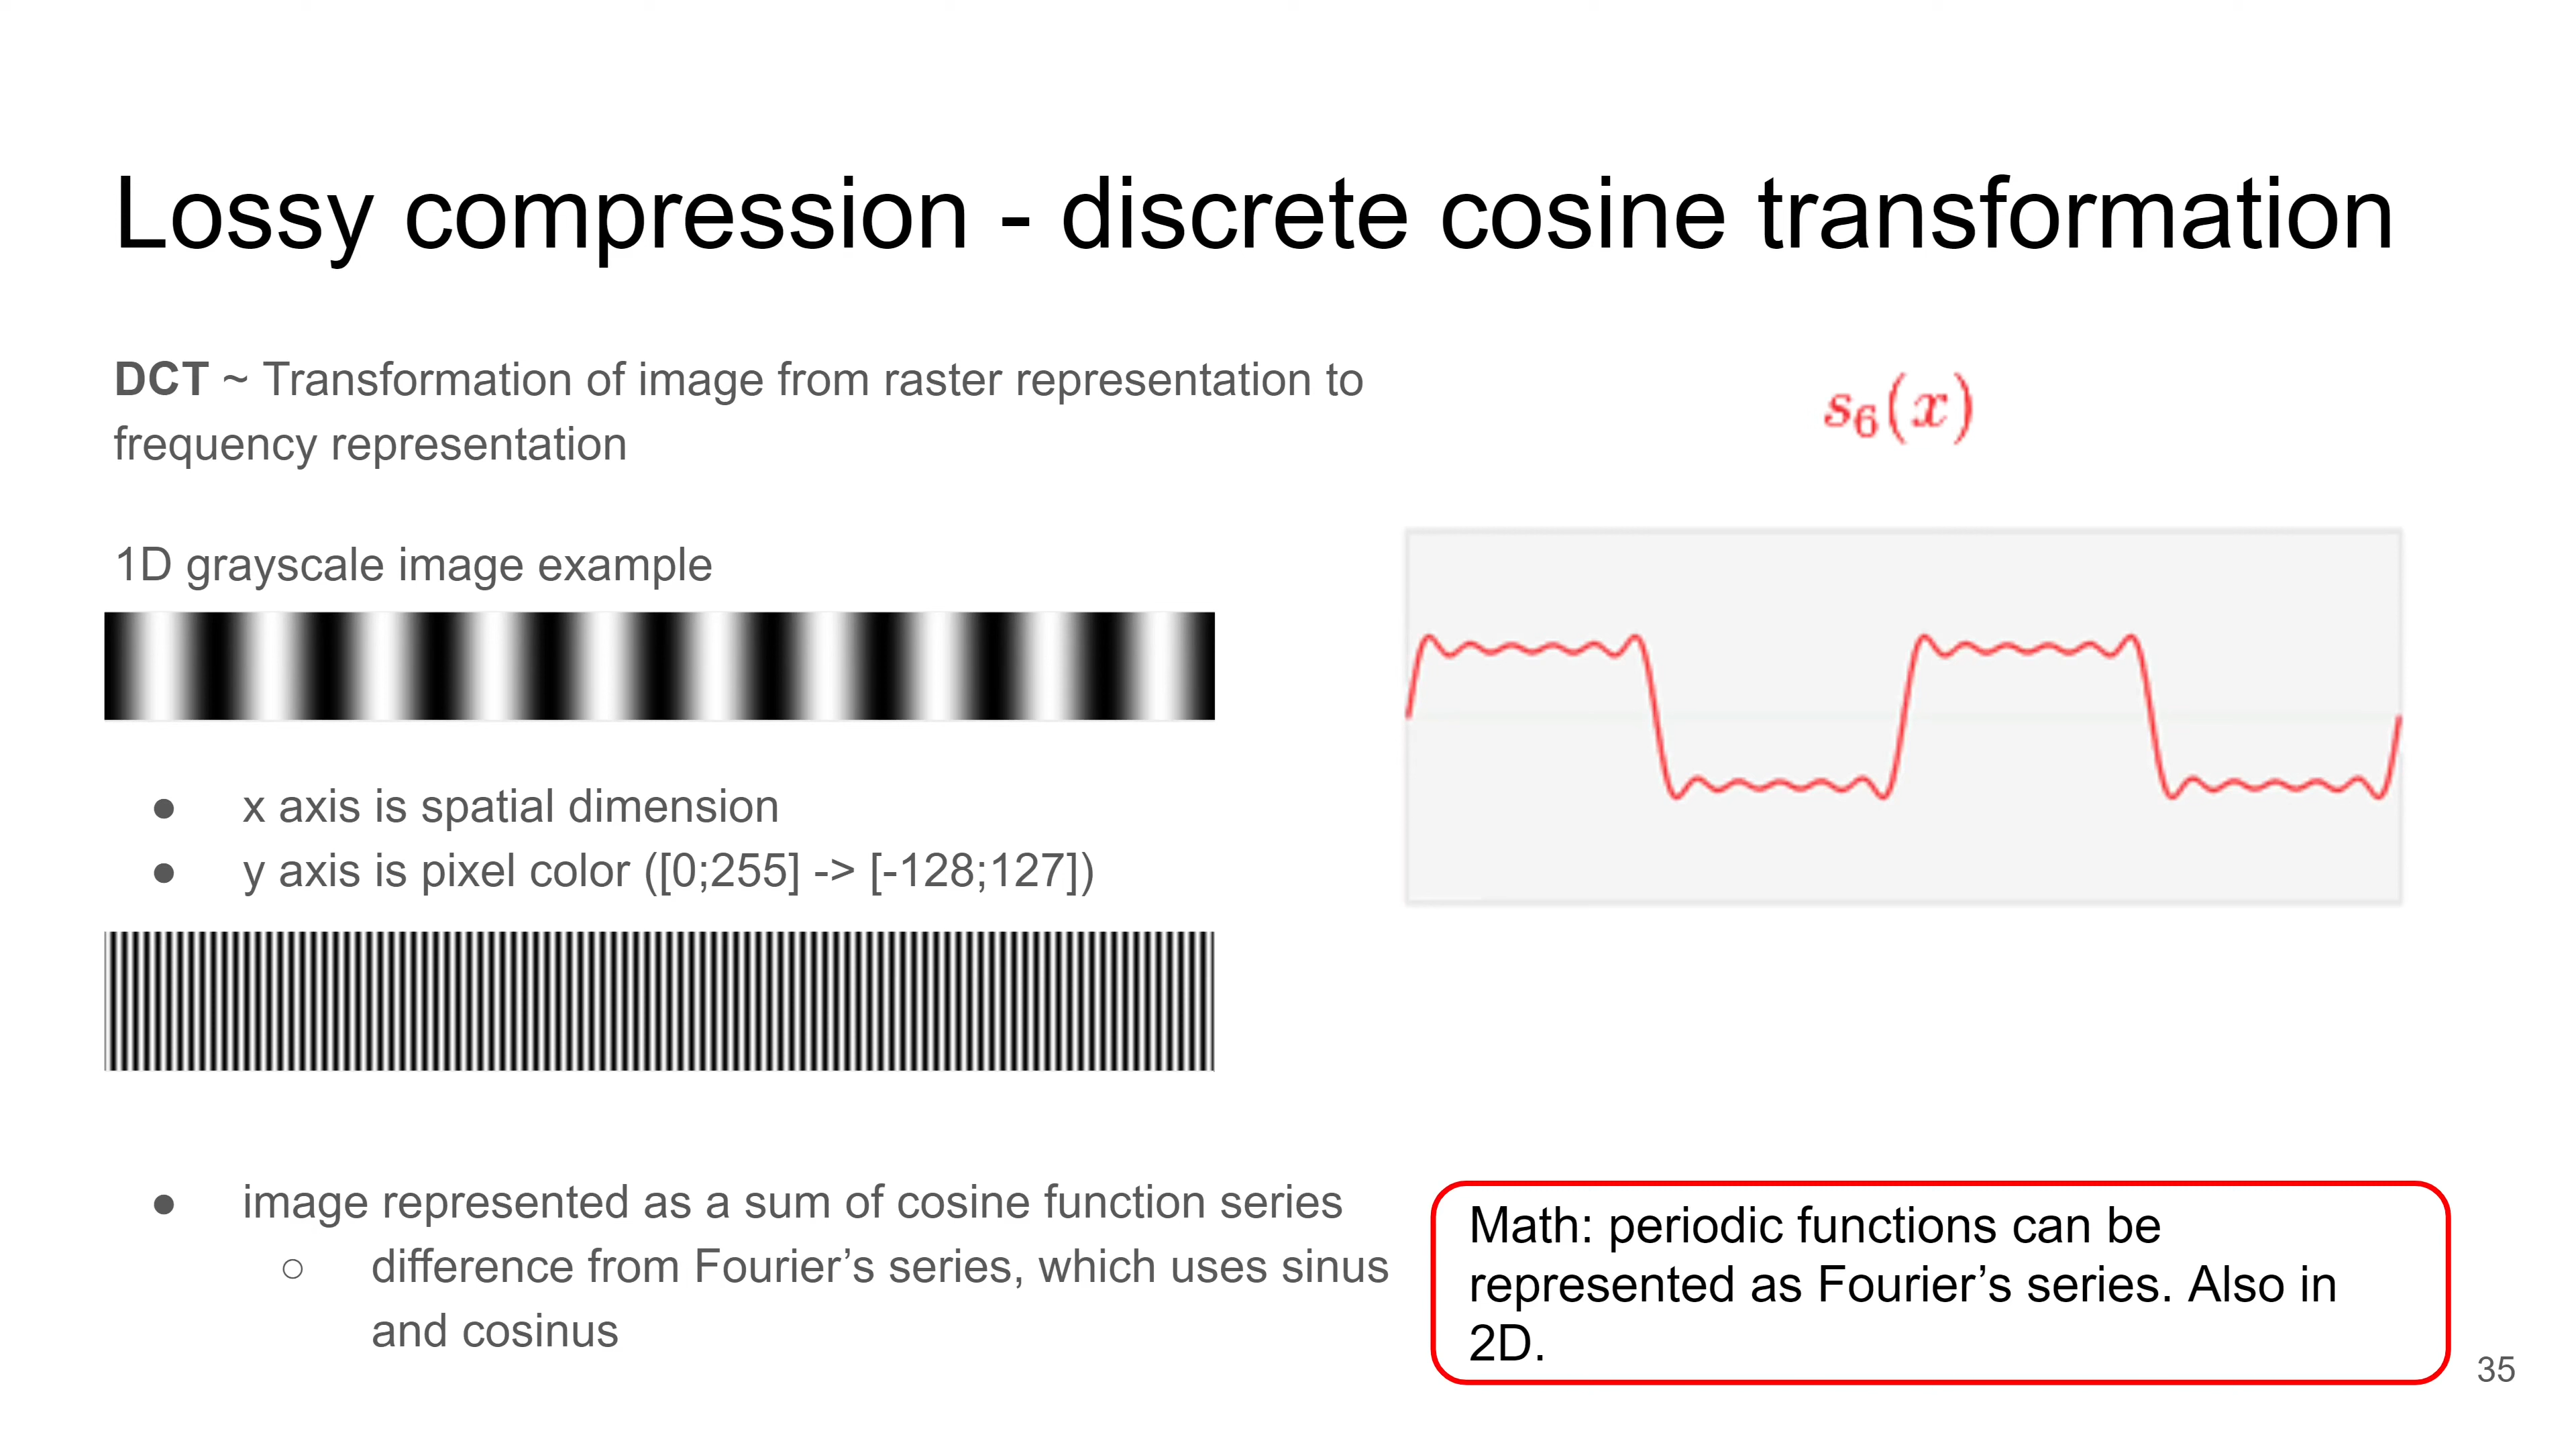 Lossy compression - discrete cosine transformation
DCT ~ Transformation of image from raster representation to
frequency representation
1D grayscale image example
● x axis is spatial dimension
● y axis is pixel color ([0;255] -> [-128;127])
● image represented as a sum of cosine function series
○ difference from Fourier’s series, which uses sinus
and cosinus
s₆(x)
Math: periodic functions can be
represented as Fourier’s series. Also in
2D.
35